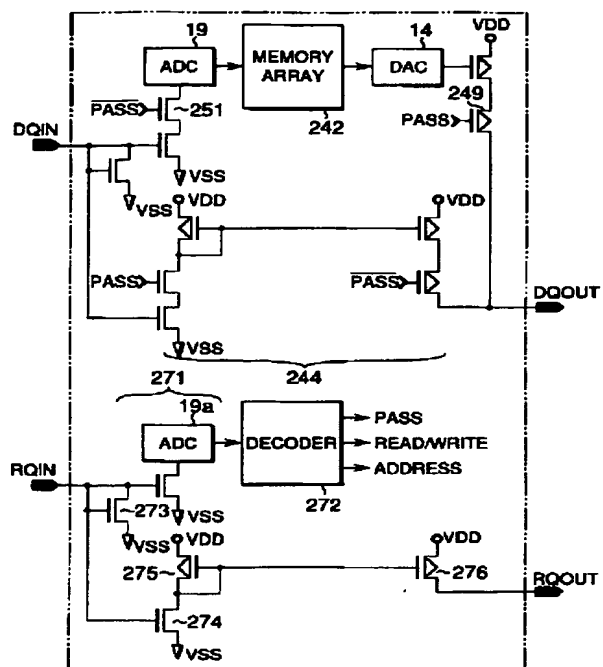 19
14
VDD
ADC
MEMORY ARRAY
DAC
PASS
251
242
249
PASS
DQIN
VSS
VSS
VDD
VDD
PASS
PASS
DQOUT
VSS
271
244
19a
ADC
DECODER
PASS
READ/WRITE
ADDRESS
RQIN
273
VSS
272
VSS
VDD
VDD
275
276
RQOUT
274
VSS